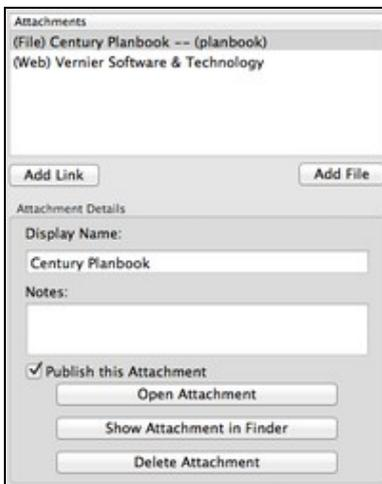 Attachments
(File) Century Planbook -- (planbook)
(Web) Vernier Software & Technology
Add Link
Add File
Attachment Details
Display Name:
Century Planbook
Notes:
Publish this Attachment
Open Attachment
Show Attachment in Finder
Delete Attachment